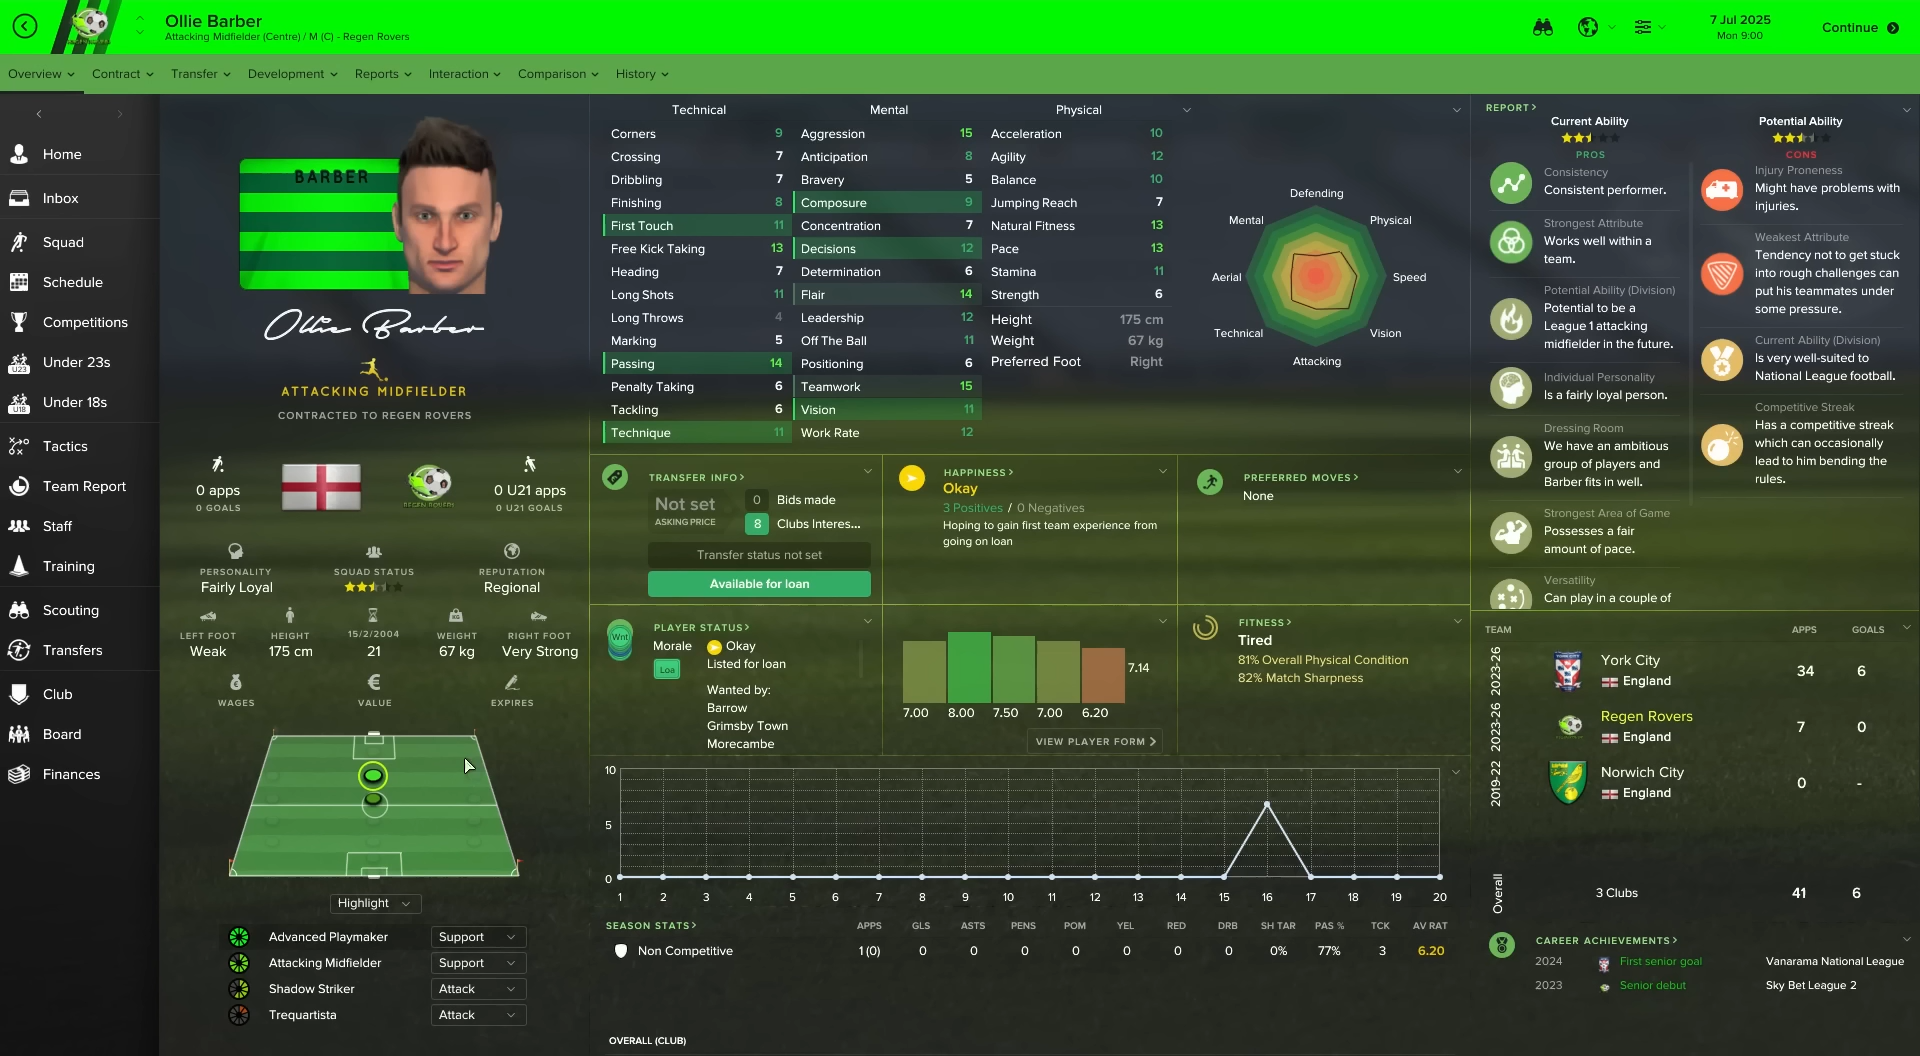 Ollie Barber
Attacking Midfielder (Centre) / M (C) - Regen Rovers
7 Jul 2025
Mon 9:00
Continue
Overview
Contract
Transfer
Development
Reports
Interaction
Comparison
History
Home
Inbox
Squad
Schedule
Competitions
Under 23s
Under 18s
Tactics
Team Report
Staff
Training
Scouting
Transfers
Club
Board
Finances
U23
U18
BARBER
Ollie Barber
ATTACKING MIDFIELDER
CONTRACTED TO REGEN ROVERS
0 apps
0 GOALS
REGEN ROVERS
0 U21 apps
0 U21 GOALS
PERSONALITY
Fairly Loyal
SQUAD STATUS
REPUTATION
Regional
LEFT FOOT
Weak
HEIGHT
175 cm
15/2/2004
21
WEIGHT
67 kg
RIGHT FOOT
Very Strong
WAGES
VALUE
EXPIRES
Highlight
Advanced Playmaker Support
Attacking Midfielder Support
Shadow Striker Attack
Trequartista Attack
Technical
Corners 9
Crossing 7
Dribbling 7
Finishing 8
First Touch 11
Free Kick Taking 13
Heading 7
Long Shots 11
Long Throws 4
Marking 5
Passing 14
Penalty Taking 6
Tackling 6
Technique 11
Mental
Aggression 15
Anticipation 8
Bravery 5
Composure 9
Concentration 7
Decisions 12
Determination 6
Flair 14
Leadership 12
Off The Ball 11
Positioning 6
Teamwork 15
Vision 11
Work Rate 12
Physical
Acceleration 10
Agility 12
Balance 10
Jumping Reach 7
Natural Fitness 13
Pace 13
Stamina 11
Strength 6
Height 175 cm
Weight 67 kg
Preferred Foot Right
Defending
Physical
Speed
Vision
Attacking
Technical
Aerial
Mental
TRANSFER INFO>
Not set
ASKING PRICE
0 Bids made
8 Clubs Interes...
Transfer status not set
Available for loan
HAPPINESS>
Okay
3 Positives / 0 Negatives
Hoping to gain first team experience from
going on loan
PREFERRED MOVES>
None
PLAYER STATUS>
Wnt
Morale Okay
Loa
Listed for loan
Wanted by:
Barrow
Grimsby Town
Morecambe
7.14
7.00 8.00 7.50 7.00 6.20
VIEW PLAYER FORM >
FITNESS>
Tired
81% Overall Physical Condition
82% Match Sharpness
10
5
0
1 2 3 4 5 6 7 8 9 10 11 12 13 14 15 16 17 18 19 20
SEASON STATS> APPS GLS ASTS PENS POM YEL RED DRB SH TAR PAS % TCK AV RAT
Non Competitive 1 (0) 0 0 0 0 0 0 0 0% 77% 3 6.20
OVERALL (CLUB)
REPORT>
Current Ability
PROS
Consistency
Consistent performer.
Strongest Attribute
Works well within a
team.
Potential Ability (Division)
Potential to be a
League 1 attacking
midfielder in the future.
Individual Personality
Is a fairly loyal person.
Dressing Room
We have an ambitious
group of players and
Barber fits in well.
Strongest Area of Game
Possesses a fair
amount of pace.
Versatility
Can play in a couple of
Potential Ability
CONS
Injury Proneness
Might have problems with
injuries.
Weakest Attribute
Tendency not to get stuck
into rough challenges can
put his teammates under
some pressure.
Current Ability (Division)
Is very well-suited to
National League football.
Competitive Streak
Has a competitive streak
which can occasionally
lead to him bending the
rules.
TEAM APPS GOALS
2023-26
York City 34 6
England
2023-26
Regen Rovers 7 0
England
2019-22
Norwich City 0 -
England
Overall
3 Clubs 41 6
CAREER ACHIEVEMENTS>
2024 First senior goal Vanarama National League
2023 Senior debut Sky Bet League 2